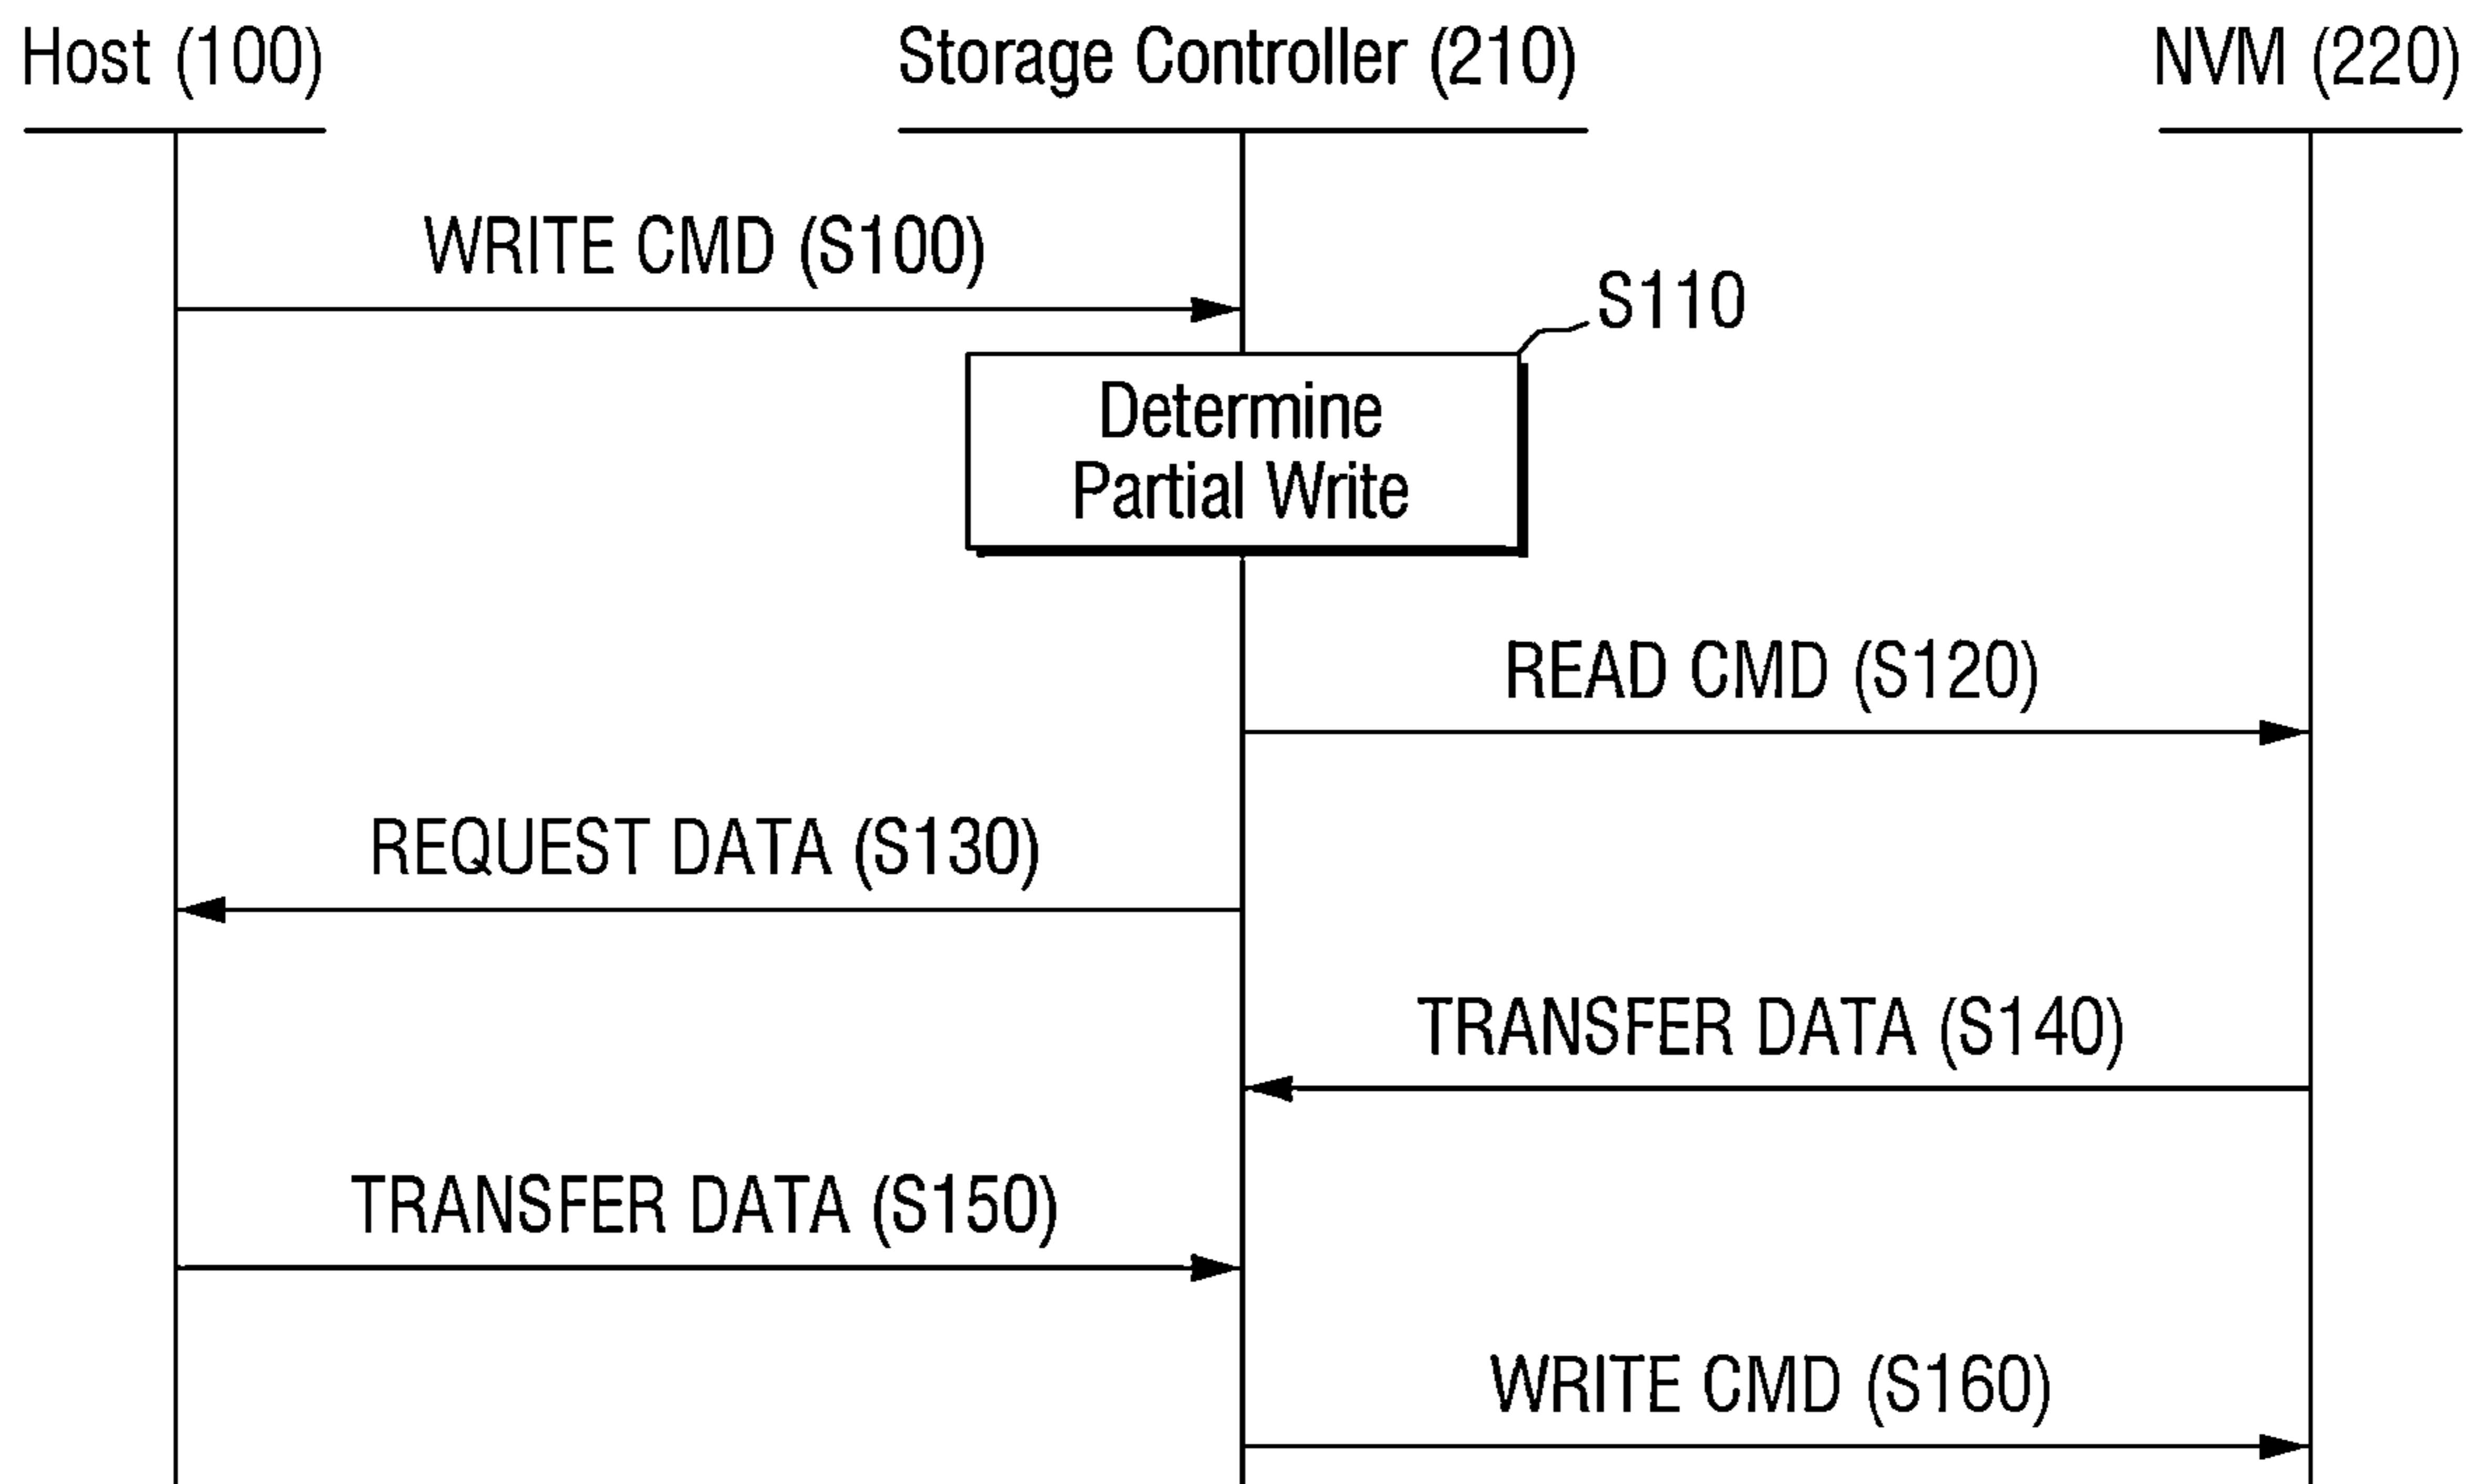 Host (100)
Storage Controller (210)
NVM (220)
WRITE CMD (S100)
S110
Determine
Partial Write
READ CMD (S120)
REQUEST DATA (S130)
TRANSFER DATA (S140)
TRANSFER DATA (S150)
WRITE CMD (S160)